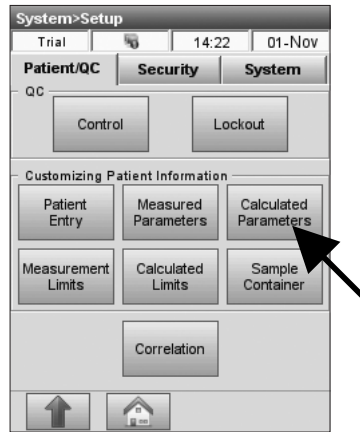 System>Setup
Trial 14:22 01-Nov
Patient/QC Security System
QC
Control Lockout
Customizing Patient Information
Patient Entry Measured Parameters Calculated Parameters
Measurement Limits Calculated Limits Sample Container
Correlation